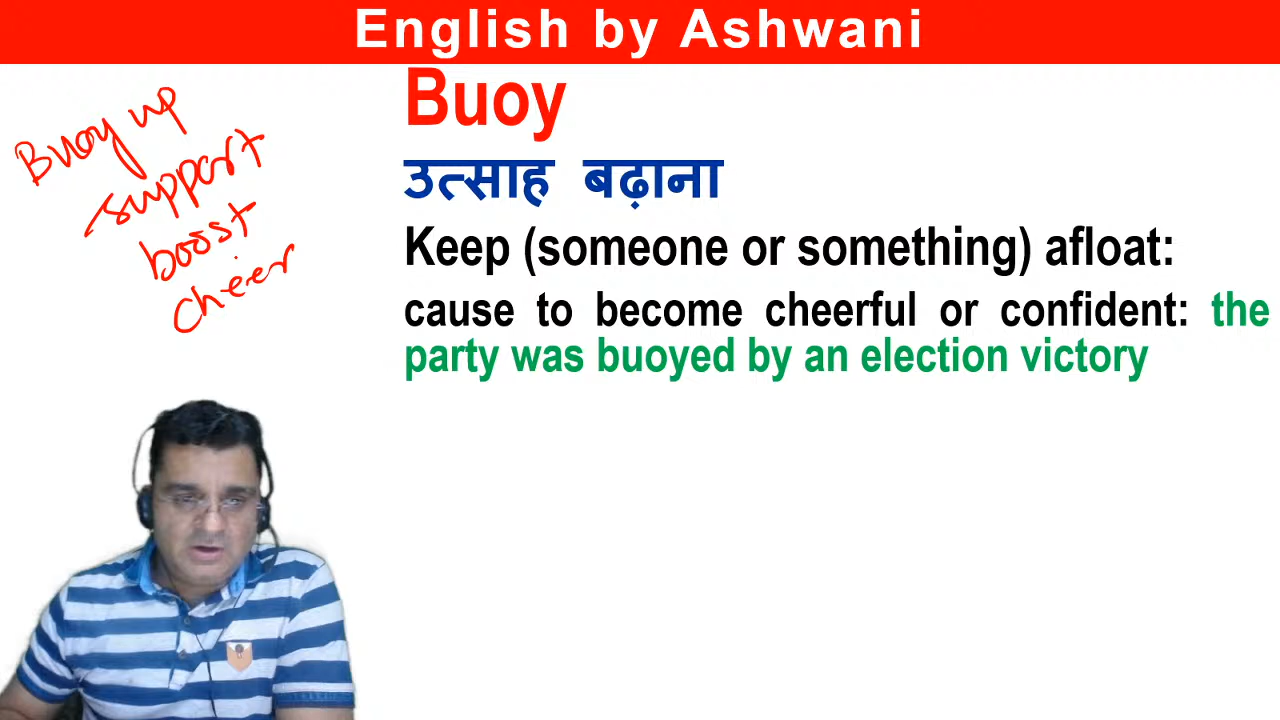 English by Ashwani
Buoy
उत्साह बढ़ाना
Keep (someone or something) afloat:
cause to become cheerful or confident: the
party was buoyed by an election victory
Buoy up
support
boost
cheer